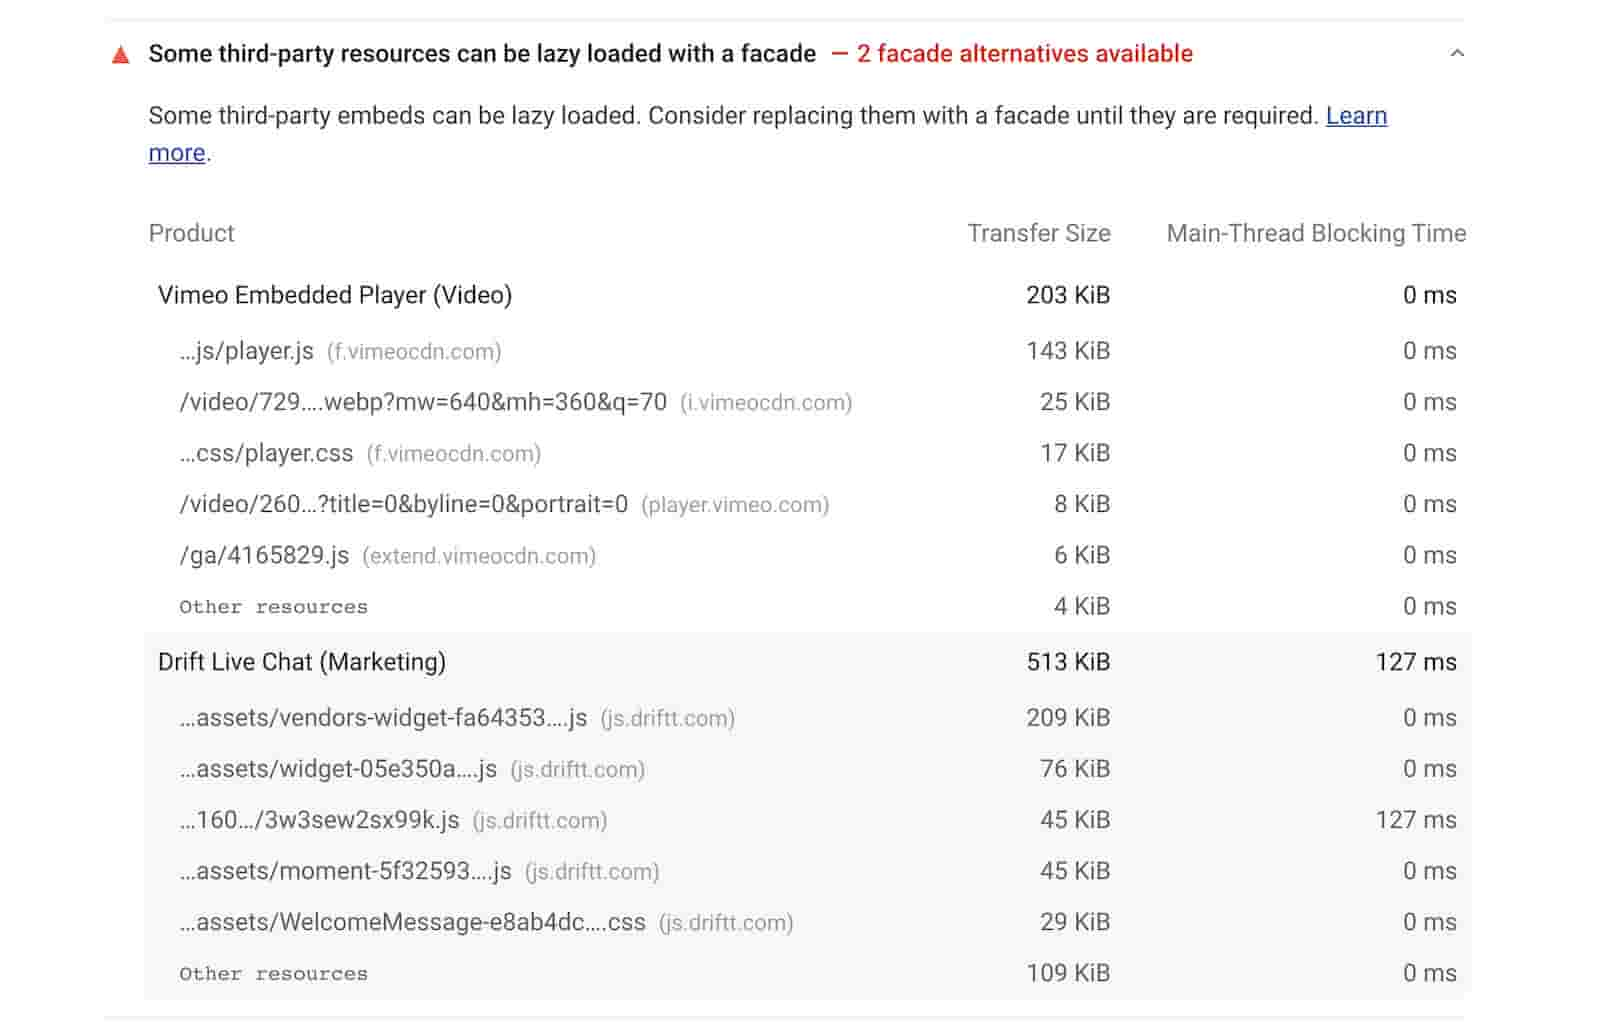 Some third-party resources can be lazy loaded with a facade — 2 facade alternatives available
Some third-party embeds can be lazy loaded. Consider replacing them with a facade until they are required. Learn
more.
Product Transfer Size Main-Thread Blocking Time
Vimeo Embedded Player (Video) 203 KiB 0 ms
…js/player.js (f.vimeocdn.com) 143 KiB 0 ms
/video/729….webp?mw=640&mh=360&q=70 (i.vimeocdn.com) 25 KiB 0 ms
…css/player.css (f.vimeocdn.com) 17 KiB 0 ms
/video/260…?title=0&byline=0&portrait=0 (player.vimeo.com) 8 KiB 0 ms
/ga/4165829.js (extend.vimeocdn.com) 6 KiB 0 ms
Other resources 4 KiB 0 ms
Drift Live Chat (Marketing) 513 KiB 127 ms
…assets/vendors-widget-fa64353….js (js.driftt.com) 209 KiB 0 ms
…assets/widget-05e350a….js (js.driftt.com) 76 KiB 0 ms
…160…/3w3sew2sx99k.js (js.driftt.com) 45 KiB 127 ms
…assets/moment-5f32593….js (js.driftt.com) 45 KiB 0 ms
…assets/WelcomeMessage-e8ab4dc….css (js.driftt.com) 29 KiB 0 ms
Other resources 109 KiB 0 ms